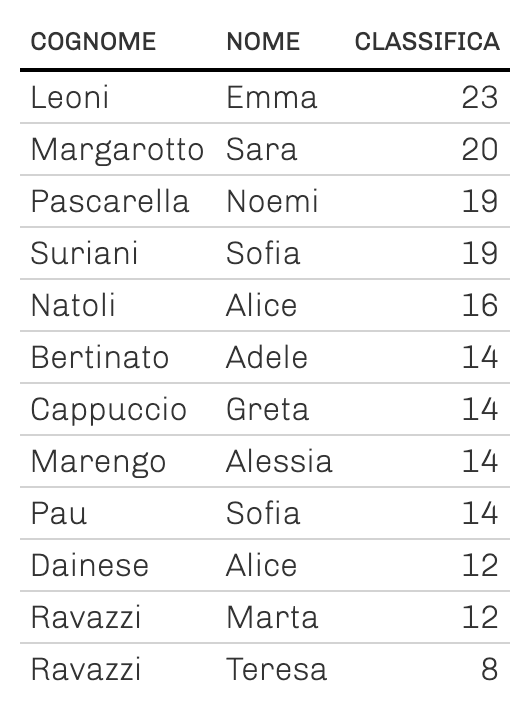 COGNOME NOME CLASSIFICA
Leoni Emma 23
Margarotto Sara 20
Pascarella Noemi 19
Suriani Sofia 19
Natoli Alice 16
Bertinato Adele 14
Cappuccio Greta 14
Marengo Alessia 14
Pau Sofia 14
Dainese Alice 12
Ravazzi Marta 12
Ravazzi Teresa 8